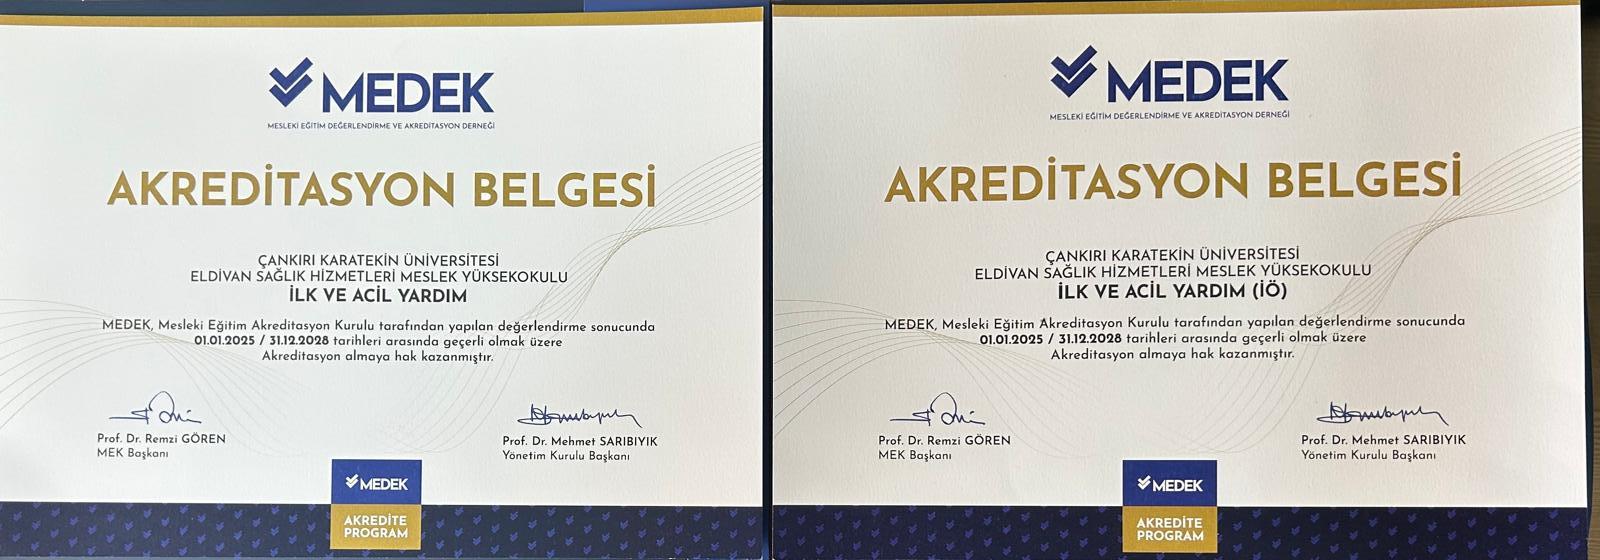 MEDEK
MESLEKİ EĞİTİM DEĞERLENDİRME VE AKREDİTASYON DERNEĞİ
AKREDİTASYON BELGESİ
ÇANKIRI KARATEKİN ÜNİVERSİTESİ
ELDİVAN SAĞLIK HİZMETLERİ MESLEK YÜKSEKOKULU
İLK VE ACİL YARDIM
MEDEK, Mesleki Eğitim Akreditasyon Kurulu tarafından yapılan değerlendirme sonucunda
01.01.2025 / 31.12.2028 tarihleri arasında geçerli olmak üzere
Akreditasyon almaya hak kazanmıştır.
Prof. Dr. Remzi GÖREN
MEK Başkanı
Prof. Dr. Mehmet SARIBIYIK
Yönetim Kurulu Başkanı
MEDEK
AKREDİTE
PROGRAM
MEDEK
MESLEKİ EĞİTİM DEĞERLENDİRME VE AKREDİTASYON DERNEĞİ
AKREDİTASYON BELGESİ
ÇANKIRI KARATEKİN ÜNİVERSİTESİ
ELDİVAN SAĞLIK HİZMETLERİ MESLEK YÜKSEKOKULU
İLK VE ACİL YARDIM (İÖ)
MEDEK, Mesleki Eğitim Akreditasyon Kurulu tarafından yapılan değerlendirme sonucunda
01.01.2025 / 31.12.2028 tarihleri arasında geçerli olmak üzere
Akreditasyon almaya hak kazanmıştır.
Prof. Dr. Remzi GÖREN
MEK Başkanı
Prof. Dr. Mehmet SARIBIYIK
Yönetim Kurulu Başkanı
MEDEK
AKREDİTE
PROGRAM